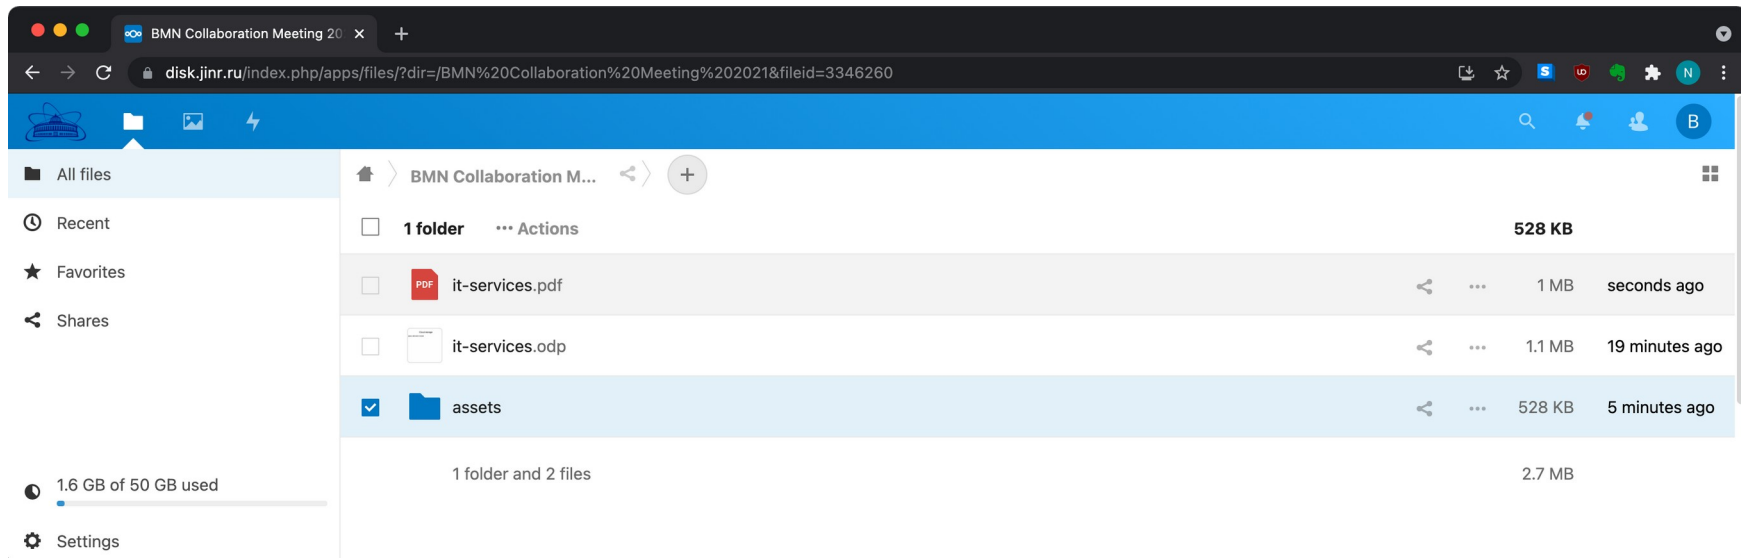 BMN Collaboration Meeting 20
disk.jinr.ru/index.php/apps/files/?dir=/BMN%20Collaboration%20Meeting%202021&fileid=3346260
S
N
B
All files
BMN Collaboration M...
Recent
1 folder ••• Actions 528 KB
Favorites
PDF it-services.pdf 1 MB seconds ago
Shares
it-services.odp 1.1 MB 19 minutes ago
assets 528 KB 5 minutes ago
1 folder and 2 files 2.7 MB
1.6 GB of 50 GB used
Settings